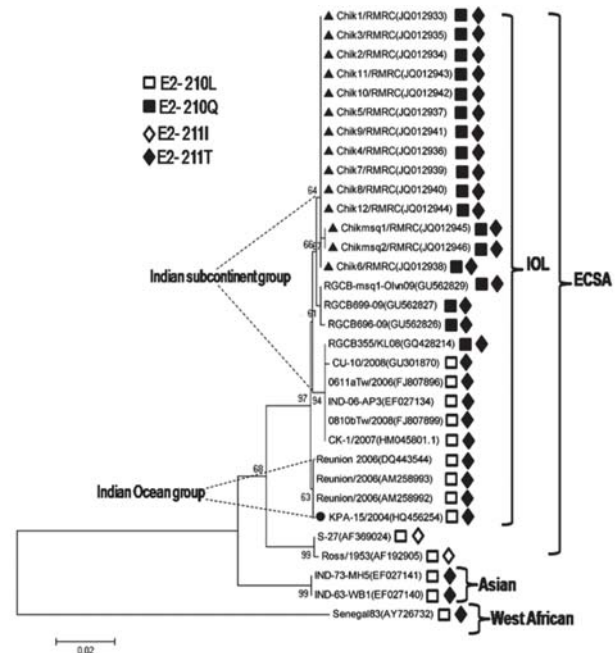 E2-210L
E2-210Q
E2-211I
E2-211T
Chik1/RMRC(JQ012933)
Chik3/RMRC(JQ012935)
Chik2/RMRC(JQ012934)
Chik11/RMRC(JQ012943)
Chik10/RMRC(JQ012942)
Chik5/RMRC(JQ012937)
Chik9/RMRC(JQ012941)
Chik4/RMRC(JQ012936)
Chik7/RMRC(JQ012939)
Chik8/RMRC(JQ012940)
Chik12/RMRC(JQ012944)
Chikmsq1/RMRC(JQ012945)
Chikmsq2/RMRC(JQ012946)
Chik6/RMRC(JQ012938)
RGCB-msq1-Olvn09(GU562829)
RGCB699-09(GU562827)
RGCB696-09(GU562826)
RGCB355/KL08(GQ428214)
CU-10/2008(GU301870)
0611aTw/2006(FJ807896)
IND-06-AP3(EF027134)
0810bTw/2008(FJ807899)
CK-1/2007(HM045801.1)
Reunion 2006(DQ443544)
Reunion/2006(AM258993)
Reunion/2006(AM258992)
KPA-15/2004(HQ456254)
S-27(AF369024)
Ross/1953(AF192905)
IND-73-MH5(EF027141)
IND-63-WB1(EF027140)
Senegal83(AY726732)
64
66
61
97
94
68
63
99
99
Indian subcontinent group
Indian Ocean group
IOL
ECSA
Asian
West African
0.02